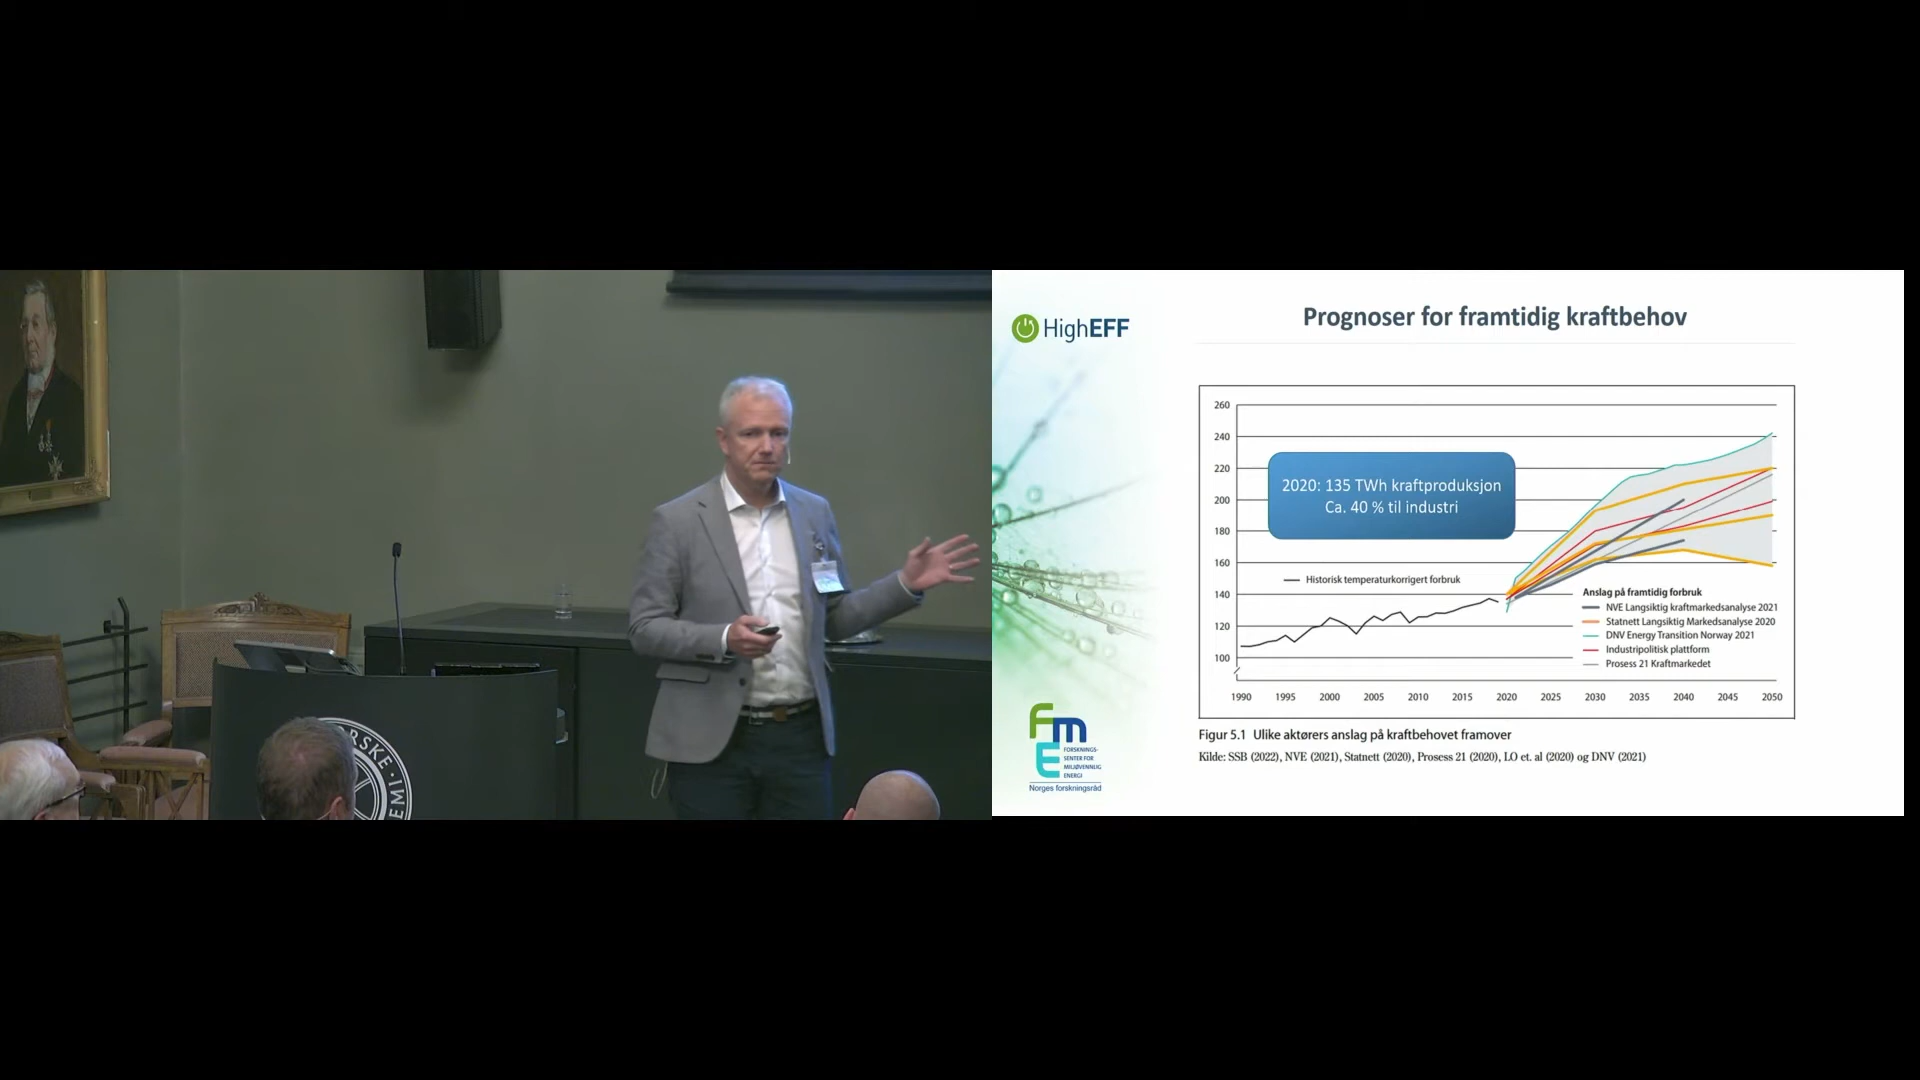 RSKE · I
MEN
HighEFF
Prognoser for framtidig kraftbehov
260
240
220
200
180
160
140
120
100
2020: 135 TWh kraftproduksjon
Ca. 40 % til industri
Historisk temperaturkorrigert forbruk
Anslag på framtidig forbruk
NVE Langsiktig kraftmarkedsanalyse 2021
Statnett Langsiktig Markedsanalyse 2020
DNV Energy Transition Norway 2021
Industripolitisk plattform
Prosess 21 Kraftmarkedet
1990 1995 2000 2005 2010 2015 2020 2025 2030 2035 2040 2045 2050
Figur 5.1 Ulike aktørers anslag på kraftbehovet framover
Kilde: SSB (2022), NVE (2021), Statnett (2020), Prosess 21 (2020), LO et. al (2020) og DNV (2021)
FmE
FORSKNINGS-
SENTER FOR
MILJØVENNLIG
ENERGI
Norges forskningsråd